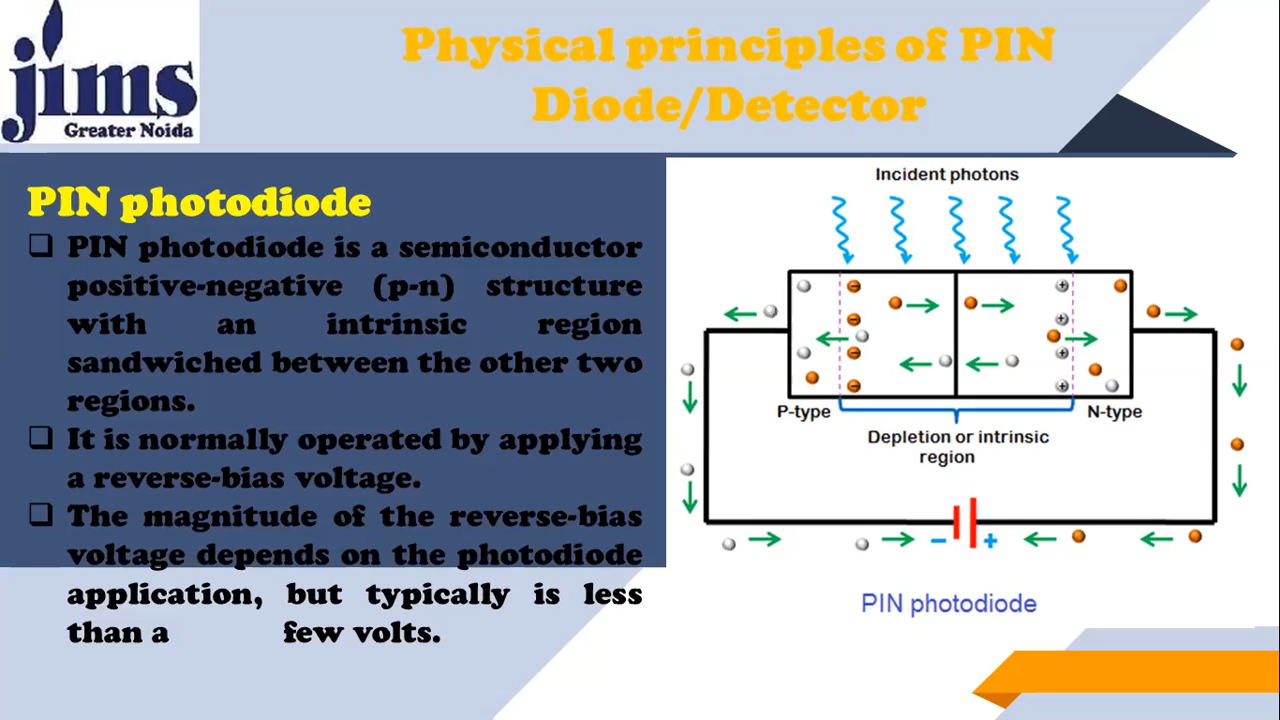 jims
Greater Noida
Physical principles of PIN
Diode/Detector
PIN photodiode
❑ PIN photodiode is a semiconductor
positive-negative (p-n) structure
with an intrinsic region
sandwiched between the other two
regions.
❑ It is normally operated by applying
a reverse-bias voltage.
❑ The magnitude of the reverse-bias
voltage depends on the photodiode
application, but typically is less
than a few volts.
Incident photons
P-type
N-type
Depletion or intrinsic
region
− +
PIN photodiode